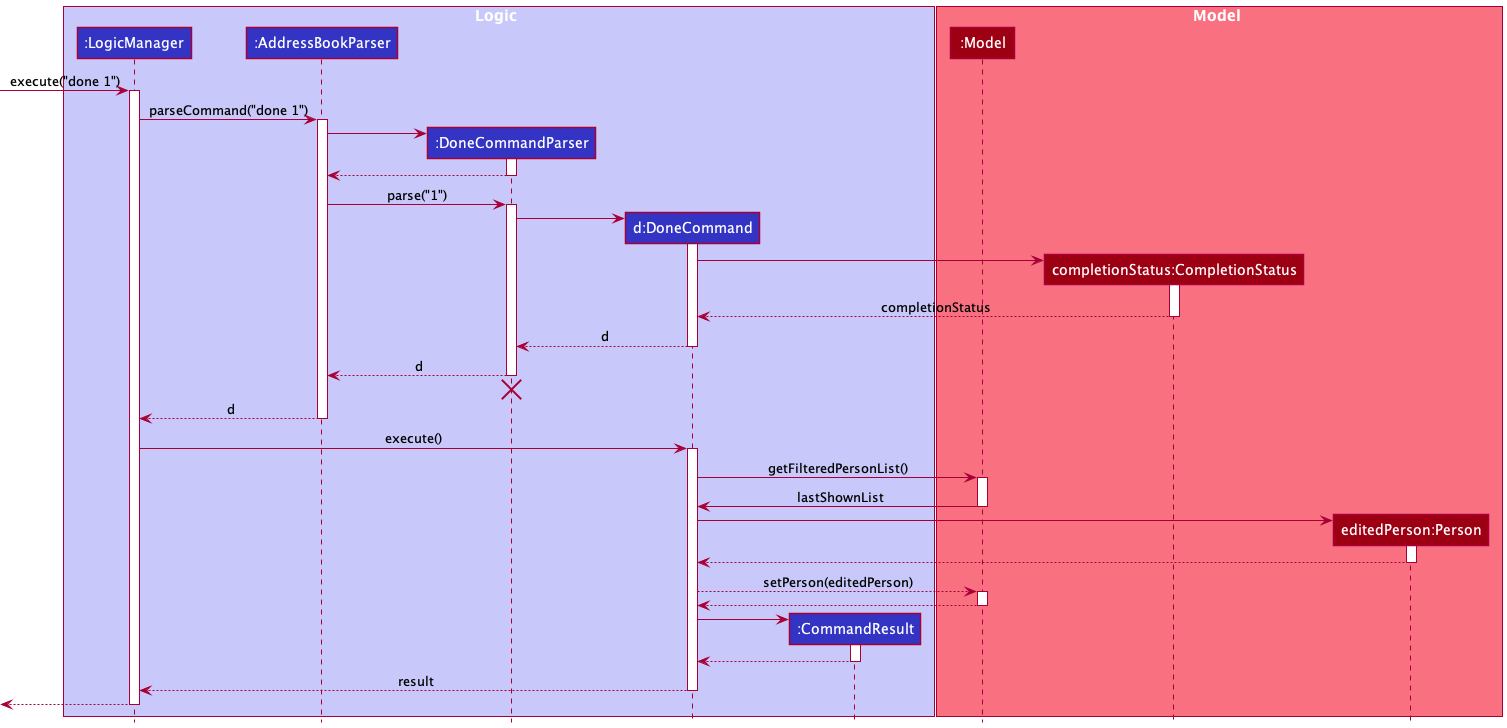 Logic
Model
:LogicManager
:AddressBookParser
:Model
execute("done 1")
parseCommand("done 1")
:DoneCommandParser
parse("1")
d:DoneCommand
completionStatus:CompletionStatus
completionStatus
d
d
d
execute()
getFilteredPersonList()
lastShownList
editedPerson:Person
setPerson(editedPerson)
:CommandResult
result